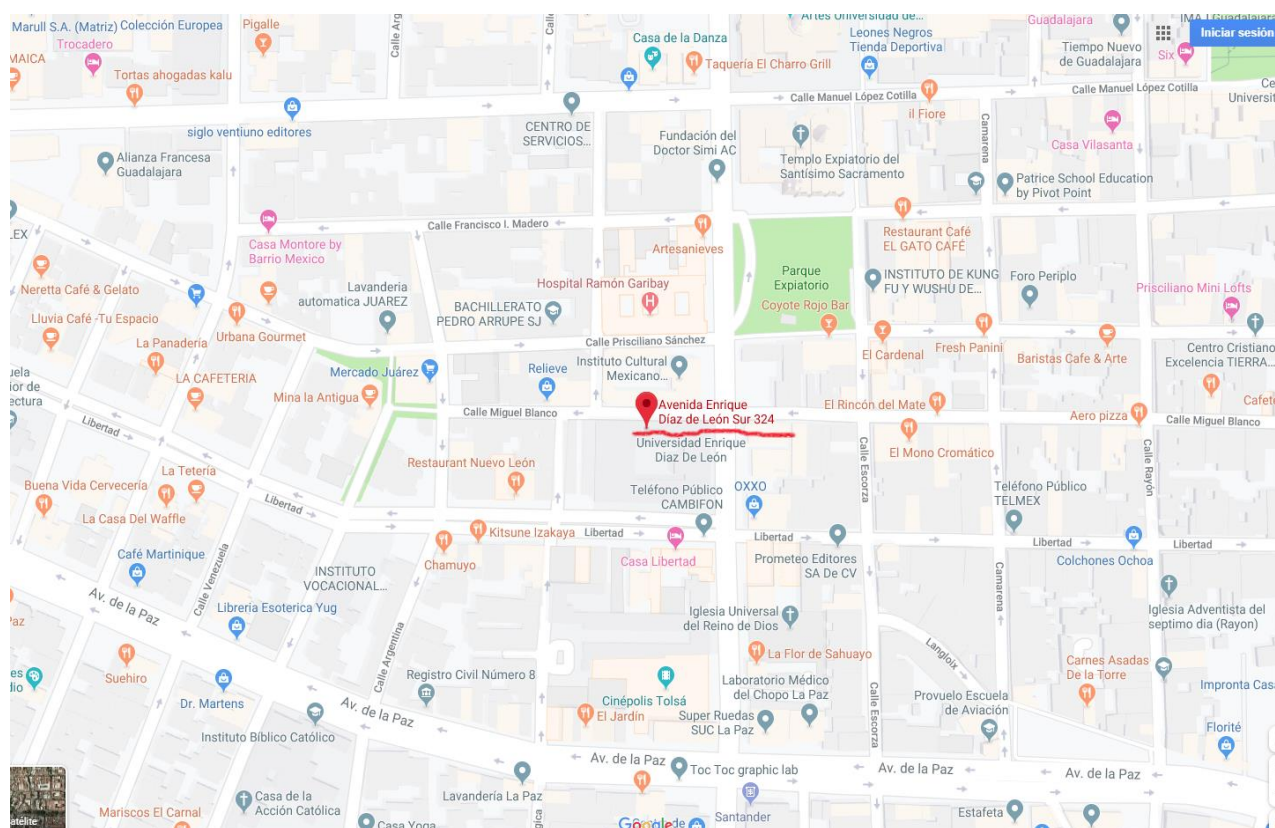 Marull S.A. (Matriz)
Colección Europea
Trocadero
Pigalle
Tortas ahogadas kalu
siglo ventiuno editores
Casa de la Danza
Taquería El Charro Grill
Leones Negros
Tienda Deportiva
Guadalajara
Tiempo Nuevo
de Guadalajara
Six
Iniciar sesión
Calle Manuel López Cotilla
Calle Manuel López Cotilla
il Fiore
CENTRO DE
SERVICIOS...
Fundación del
Doctor Simi AC
Templo Expiatorio del
Santísimo Sacramento
Camarena
Casa Vilasanta
Alianza Francesa
Guadalajara
Patrice School Education
by Pivot Point
Calle Francisco I. Madero
Casa Montore by
Barrio Mexico
Artesanieves
Restaurant Café
EL GATO CAFÉ
Neretta Café & Gelato
Lavanderia
automatica JUAREZ
Hospital Ramón Garibay
Parque
Expiatorio
INSTITUTO DE KUNG
FU Y WUSHU DE...
Foro Periplo
Prisciliano Mini Lofts
Lluvia Café -Tu Espacio
Urbana Gourmet
BACHILLERATO
PEDRO ARRUPE SJ
Coyote Rojo Bar
La Panaderia
Calle Prisciliano Sánchez
El Cardenal
Fresh Panini
Baristas Cafe & Arte
Centro Cristiano
Excelencia TIERRA...
LA CAFETERIA
Mercado Juárez
Relieve
Instituto Cultural
Mexicano...
Mina la Antigua
Calle Miguel Blanco
Avenida Enrique
Díaz de León Sur 324
El Rincón del Mate
Aero pizza
Calle Miguel Blanco
Libertad
Universidad Enrique
Diaz De León
El Mono Cromático
La Tetería
Restaurant Nuevo León
Calle Escorza
Calle Rayón
Buena Vida Cervecería
La Casa Del Waffle
Libertad
Teléfono Público
CAMBIFON
OXXO
Teléfono Público
TELMEX
Café Martinique
Calle Venezuela
Kitsune Izakaya
Libertad
Libertad
Libertad
Libertad
Chamuyo
Casa Libertad
Prometeo Editores
SA De CV
Colchones Ochoa
INSTITUTO
VOCACIONAL...
Camarena
Av. de la Paz
Libreria Esoterica Yug
Calle Argentina
Iglesia Universal
del Reino de Dios
Iglesia Adventista del
septimo dia (Rayon)
Langloix
Suehiro
Registro Civil Número 8
La Flor de Sahuayo
Carnes Asadas
De la Torre
Dr. Martens
Cinépolis Tolsá
Laboratorio Médico
del Chopo La Paz
Calle Escorza
Provuelo Escuela
de Aviación
Av. de la Paz
El Jardín
Super Ruedas
SUC La Paz
Florité
Instituto Bíblico Católico
Av. de la Paz
Toc Toc graphic lab
Av. de la Paz
Av. de la Paz
Casa de la
Acción Católica
Lavandería La Paz
Mariscos El Carnal
Casa Yoga
Google
Santander
Estafeta